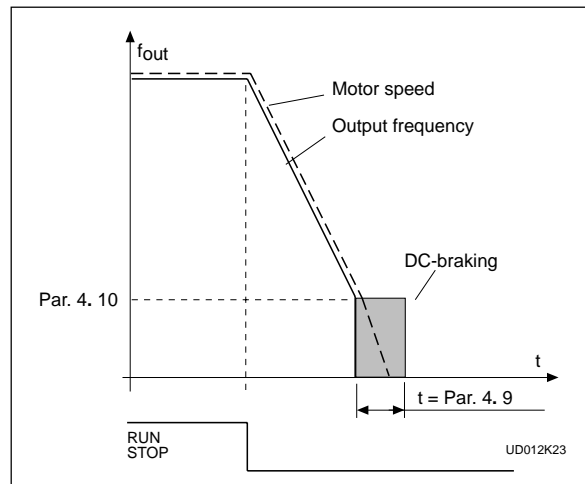 fout
Motor speed
Output frequency
DC-braking
Par. 4. 10
t
t = Par. 4. 9
RUN
STOP
UD012K23